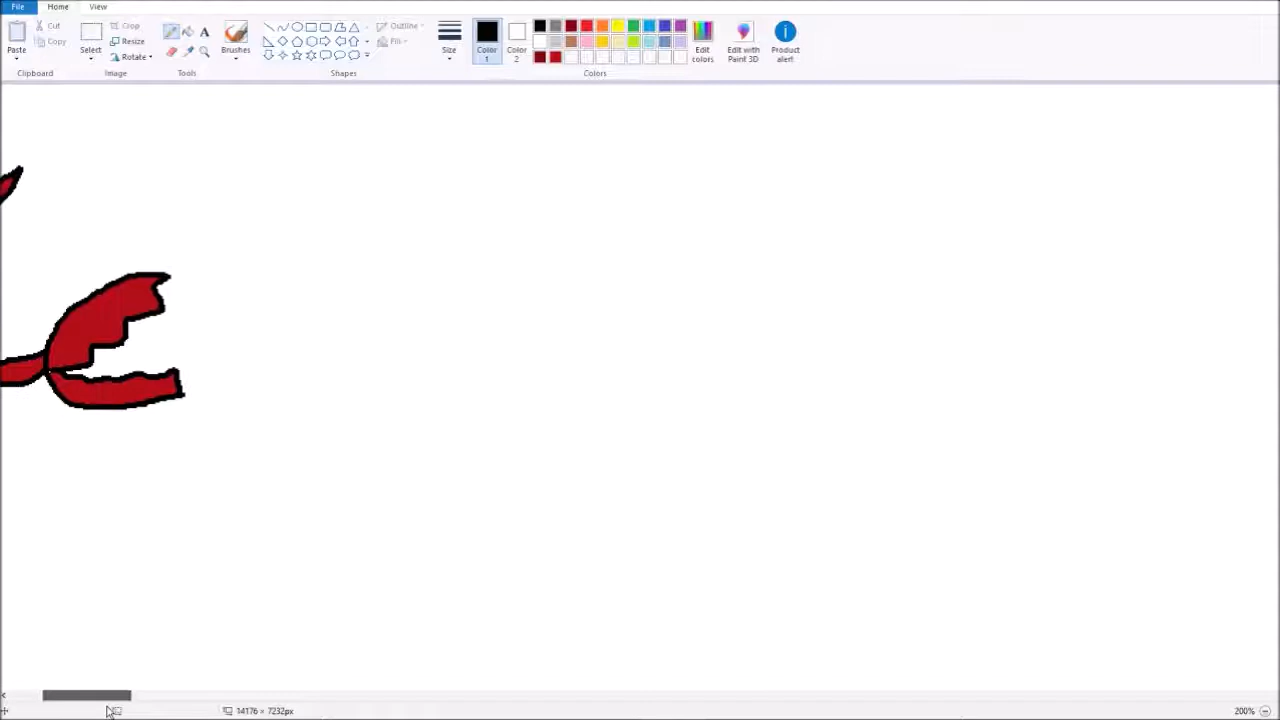 File Home View
Paste
Cut
Copy
Clipboard
Select
Crop
Resize
Rotate
Image
A
Tools
Brushes
Outline
Fill
Shapes
Size
Color
1
Color
2
Edit
colors
Colors
Edit with
Paint 3D
Product
alert
14176 × 7232px
200%